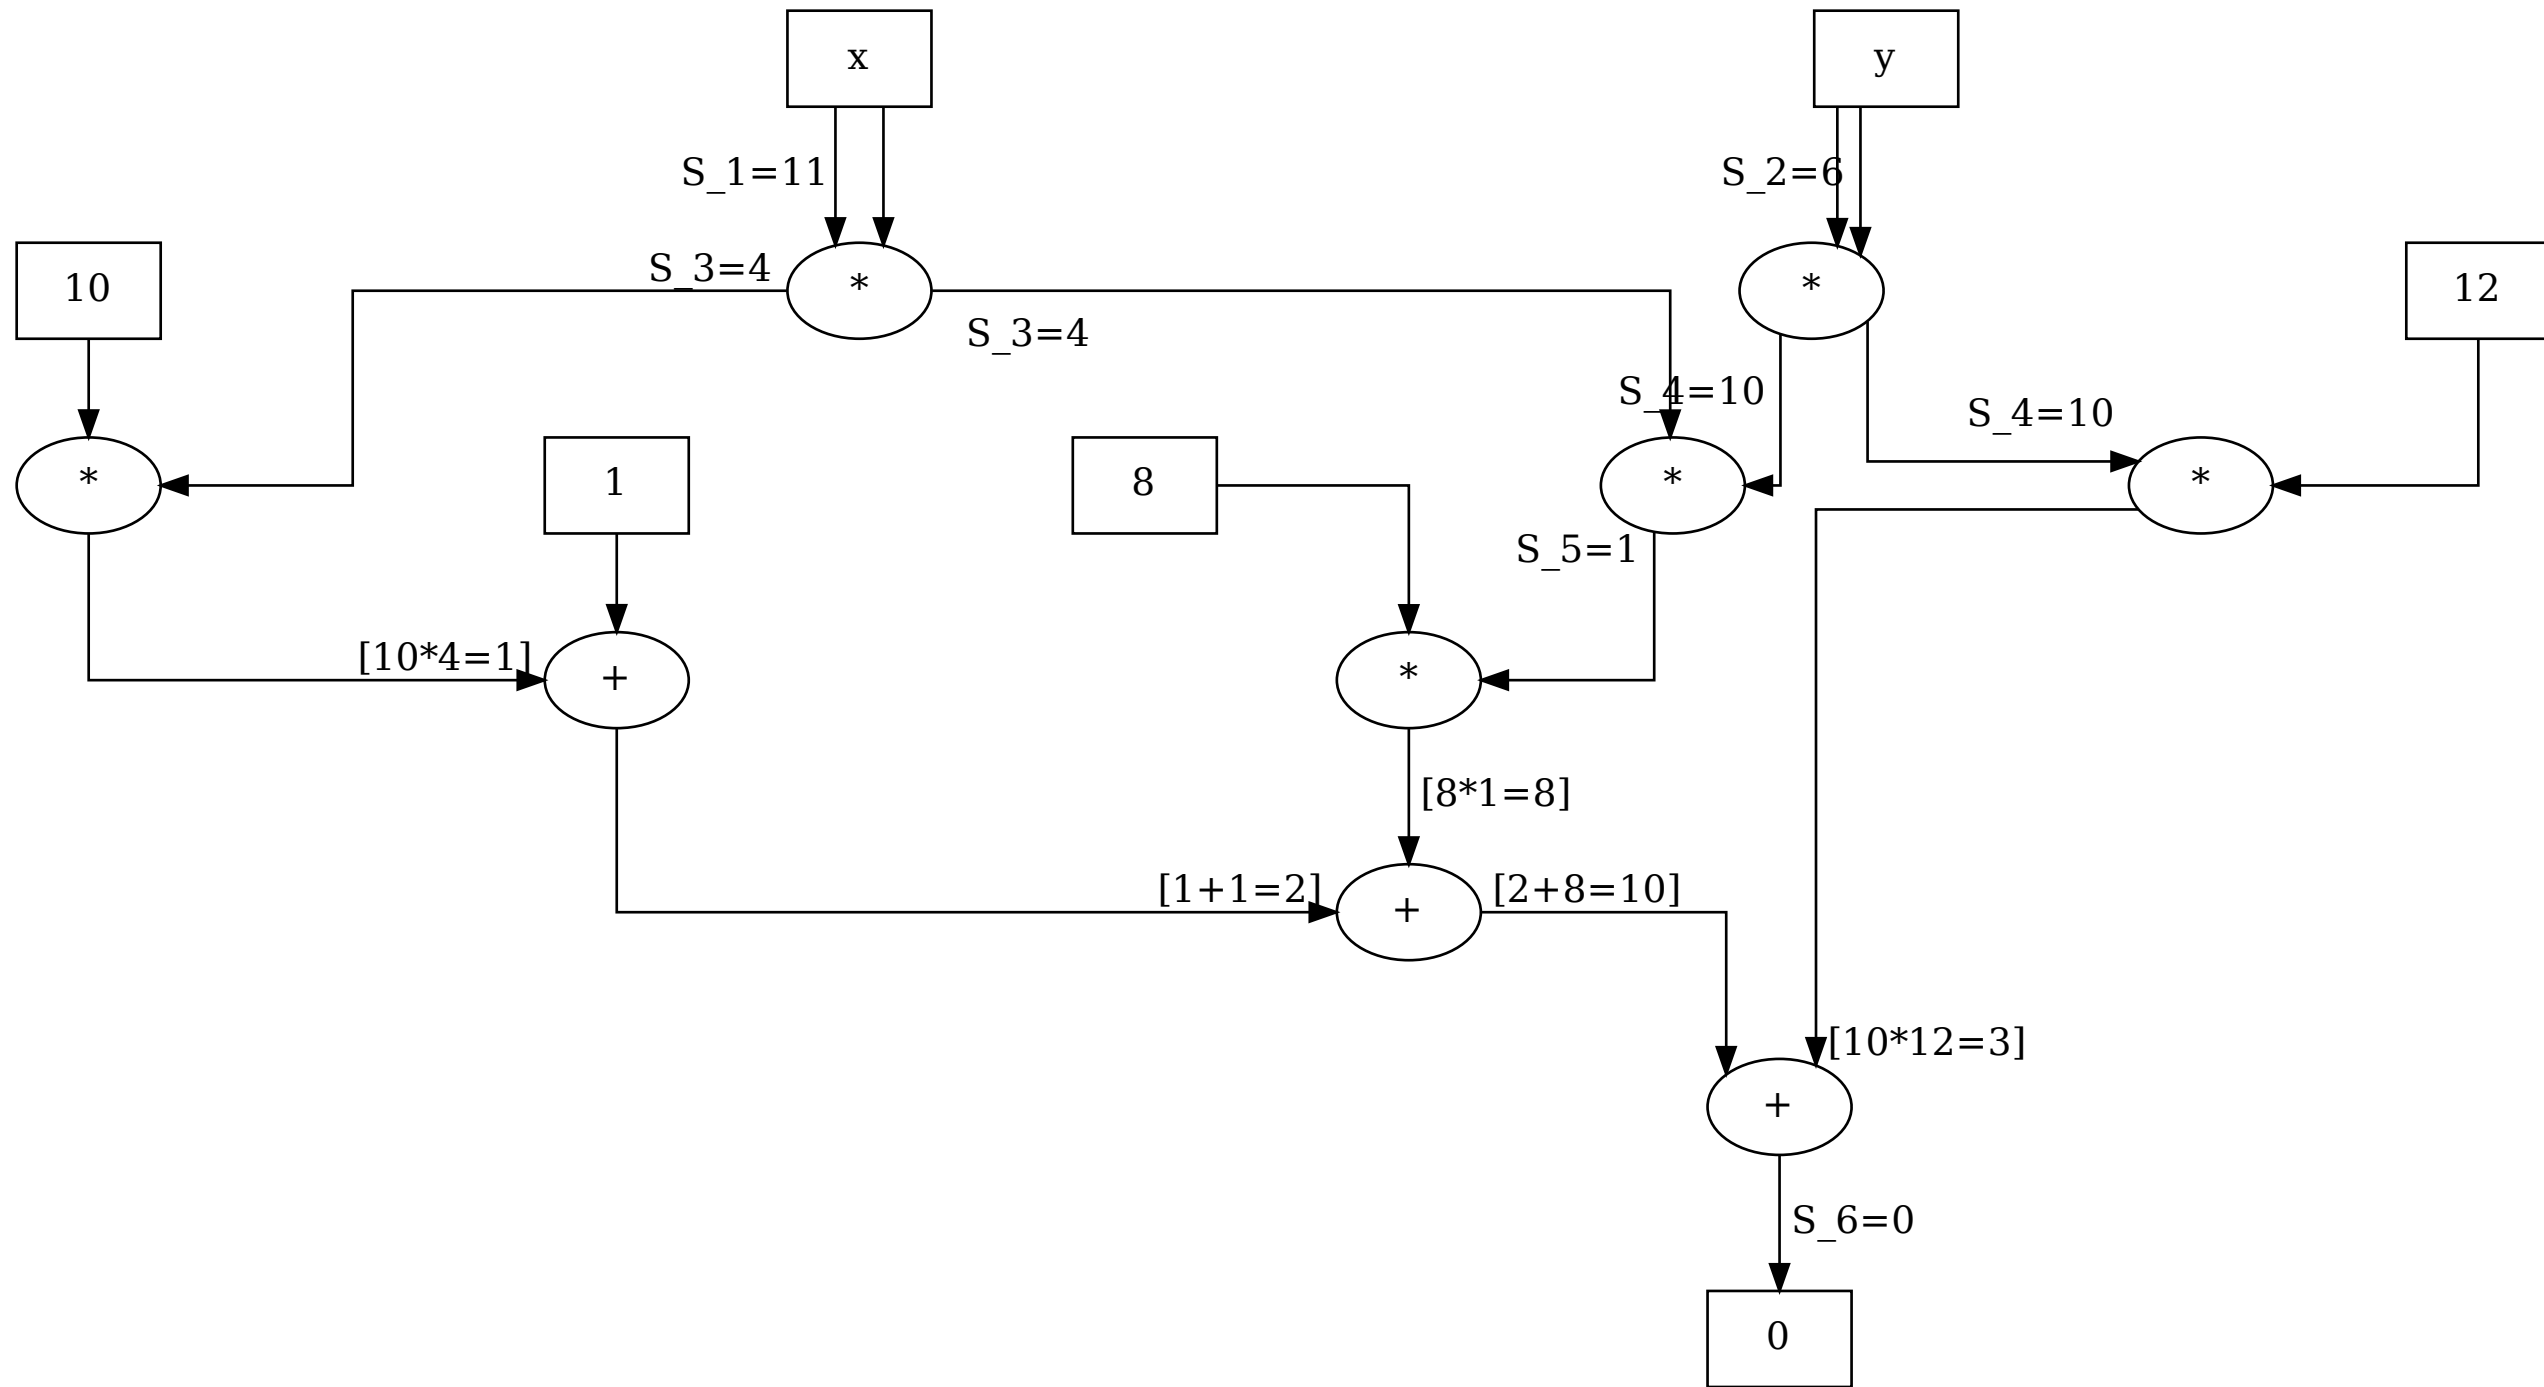 x
y
S_1=11
S_2=6
10
S_3=4
*
*
12
S_3=4
S_4=10
S_4=10
*
1
8
*
*
S_5=1
[10*4=1]
+
*
[8*1=8]
[1+1=2]
+
[2+8=10]
[10*12=3]
+
S_6=0
0